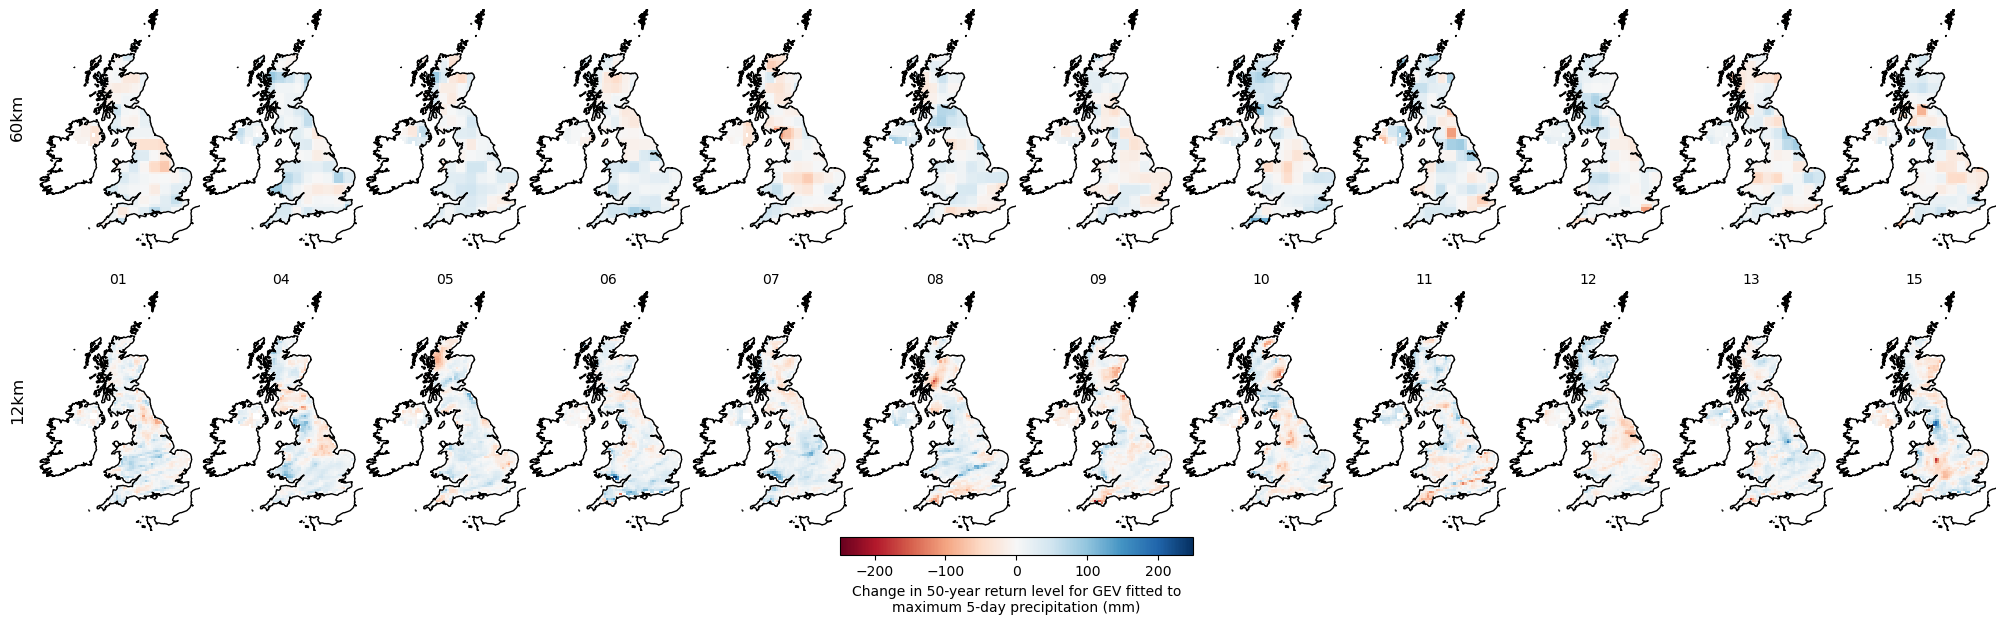 60km
01 04 05 06 07 08 09 10 11 12 13 15
12km
−200 −100 0 100 200
Change in 50-year return level for GEV fitted to
maximum 5-day precipitation (mm)